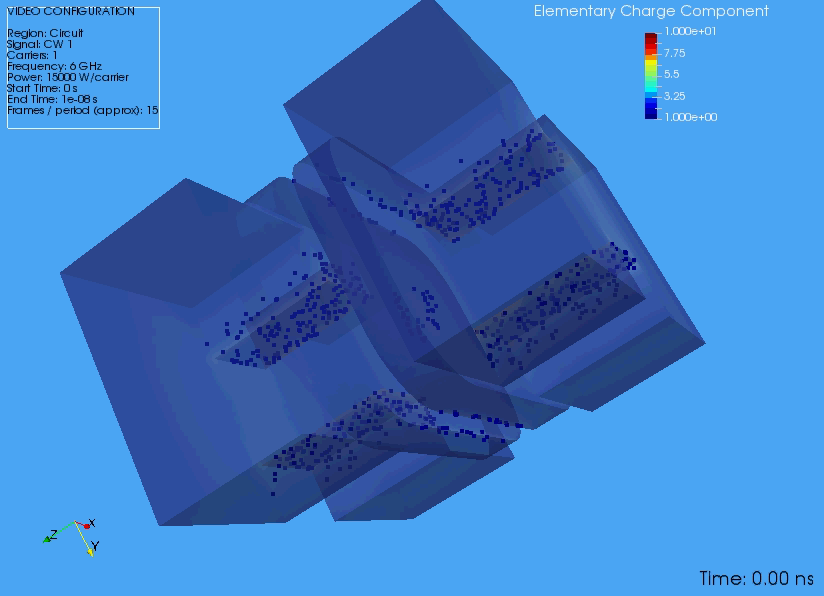 VIDEO CONFIGURATION
Region: Circuit
Signal: CW 1
Carriers: 1
Frequency: 6 GHz
Power: 15000 W/carrier
Start Time: 0 s
End Time: 1e-08 s
Frames / period (approx): 15
Elementary Charge Component
1.000e+01
7.75
5.5
3.25
1.000e+00
X
Z
Y
Time: 0.00 ns